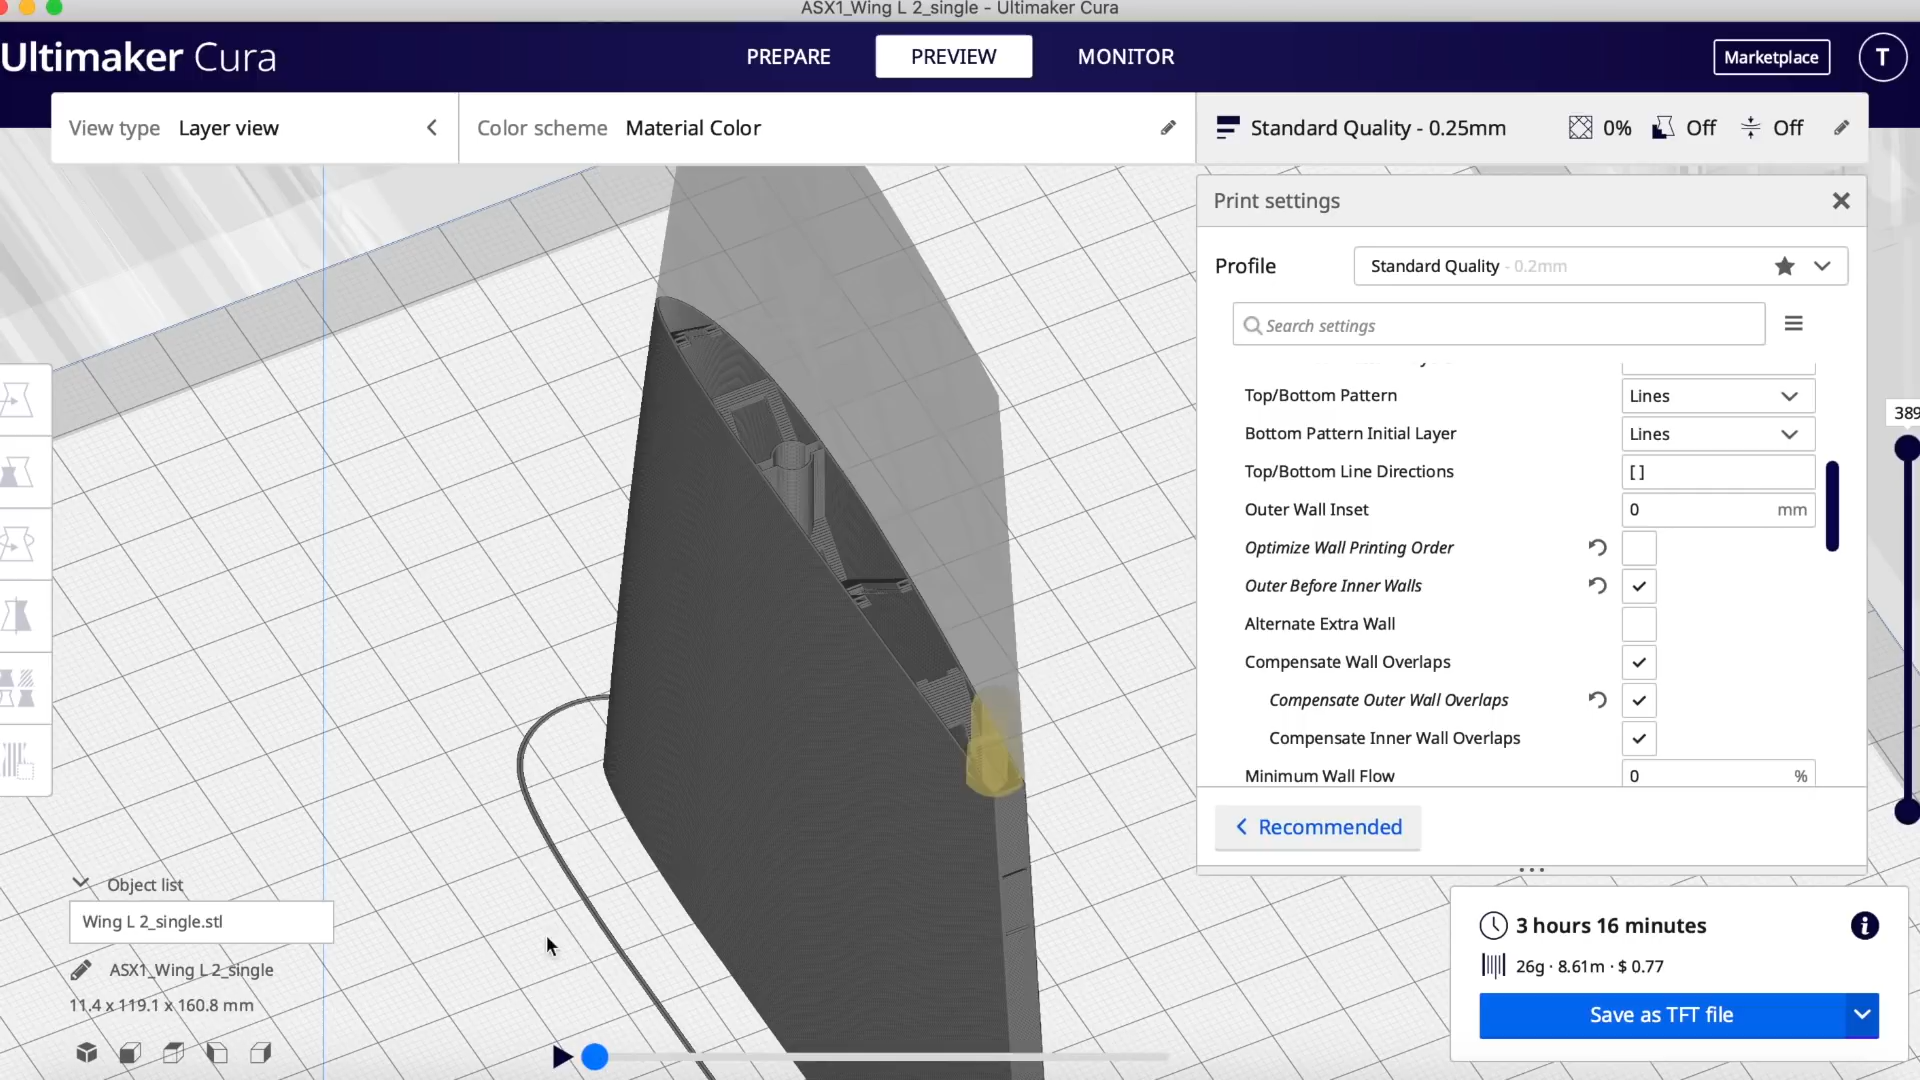 ASX1_Wing L 2_single - Ultimaker Cura
Ultimaker Cura
PREPARE
PREVIEW
MONITOR
Marketplace
T
View type Layer view
Color scheme Material Color
Standard Quality - 0.25mm
0%
Off
Off
Print settings
Profile
Standard Quality - 0.2mm
Search settings
Top/Bottom Pattern
Lines
Bottom Pattern Initial Layer
Lines
Top/Bottom Line Directions
[ ]
Outer Wall Inset
0 mm
Optimize Wall Printing Order
Outer Before Inner Walls
Alternate Extra Wall
Compensate Wall Overlaps
Compensate Outer Wall Overlaps
Compensate Inner Wall Overlaps
Minimum Wall Flow
0 %
Recommended
389
Object list
Wing L 2_single.stl
ASX1_Wing L 2_single
11.4 x 119.1 x 160.8 mm
3 hours 16 minutes
26g · 8.61m · $ 0.77
Save as TFT file